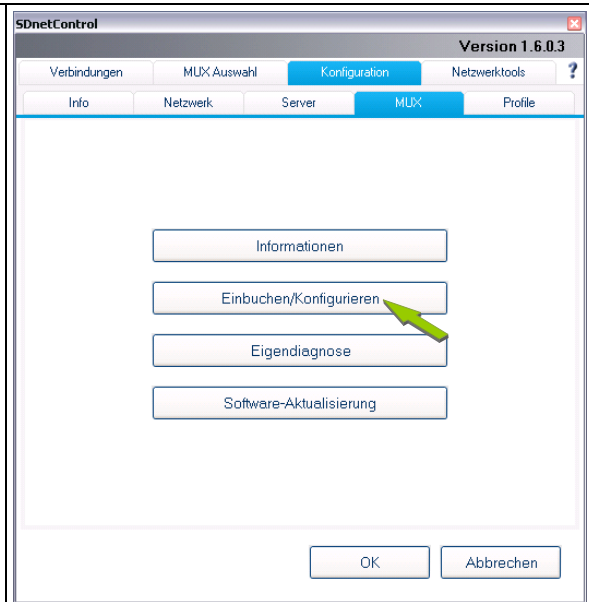 SDnetControl
Version 1.6.0.3
Verbindungen MUX Auswahl Konfiguration Netzwerktools ?
Info Netzwerk Server MUX Profile
Informationen
Einbuchen/Konfigurieren
Eigendiagnose
Software-Aktualisierung
OK Abbrechen